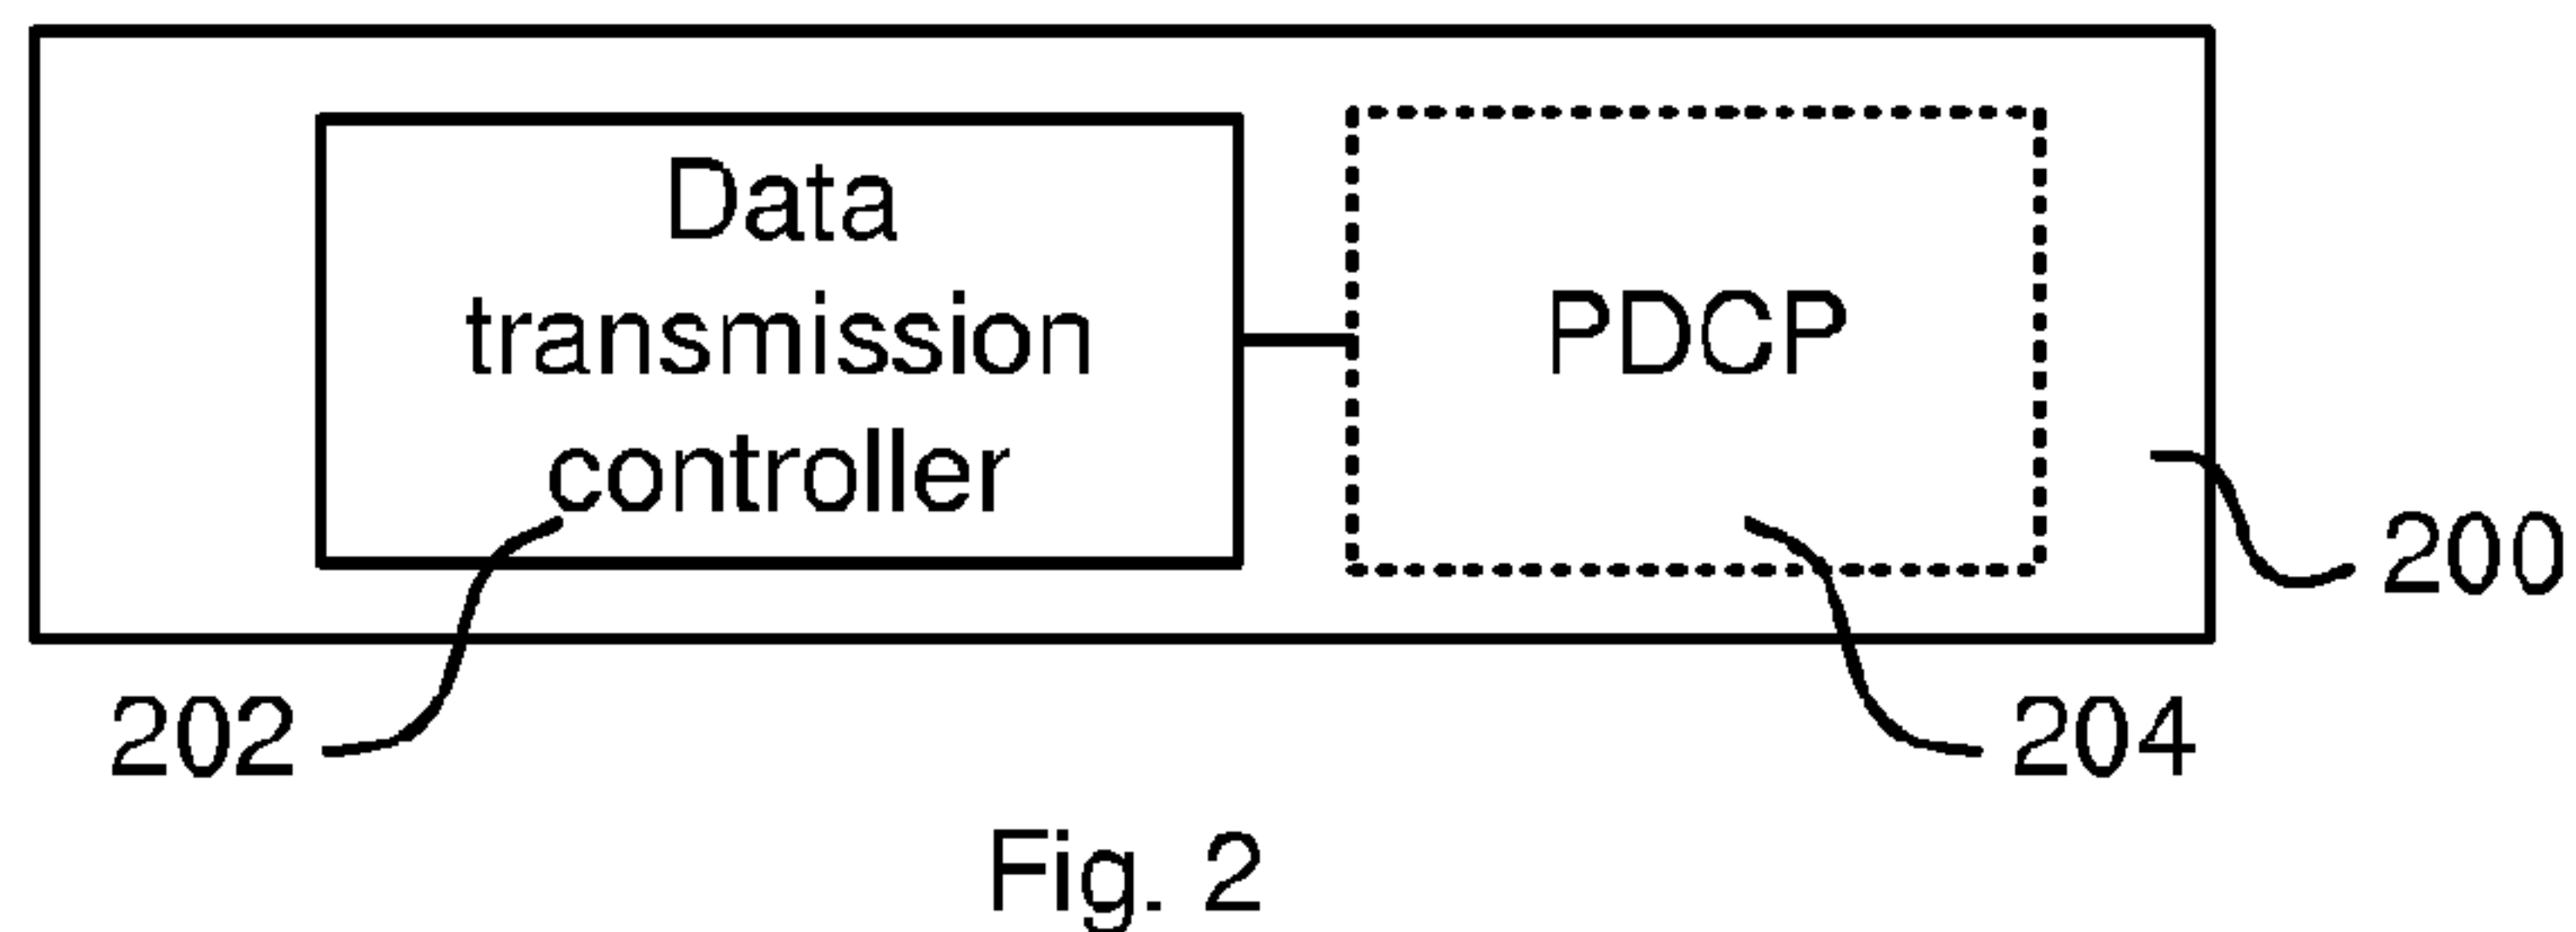 Data
transmission
controller
PDCP
200
202
204
Fig. 2